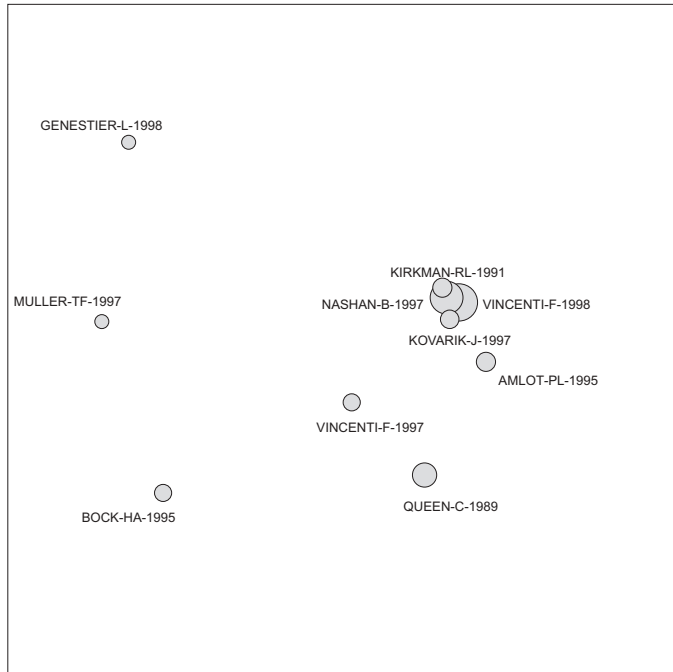 GENESTIER-L-1998
KIRKMAN-RL-1991
MULLER-TF-1997
NASHAN-B-1997
VINCENTI-F-1998
KOVARIK-J-1997
AMLOT-PL-1995
VINCENTI-F-1997
QUEEN-C-1989
BOCK-HA-1995